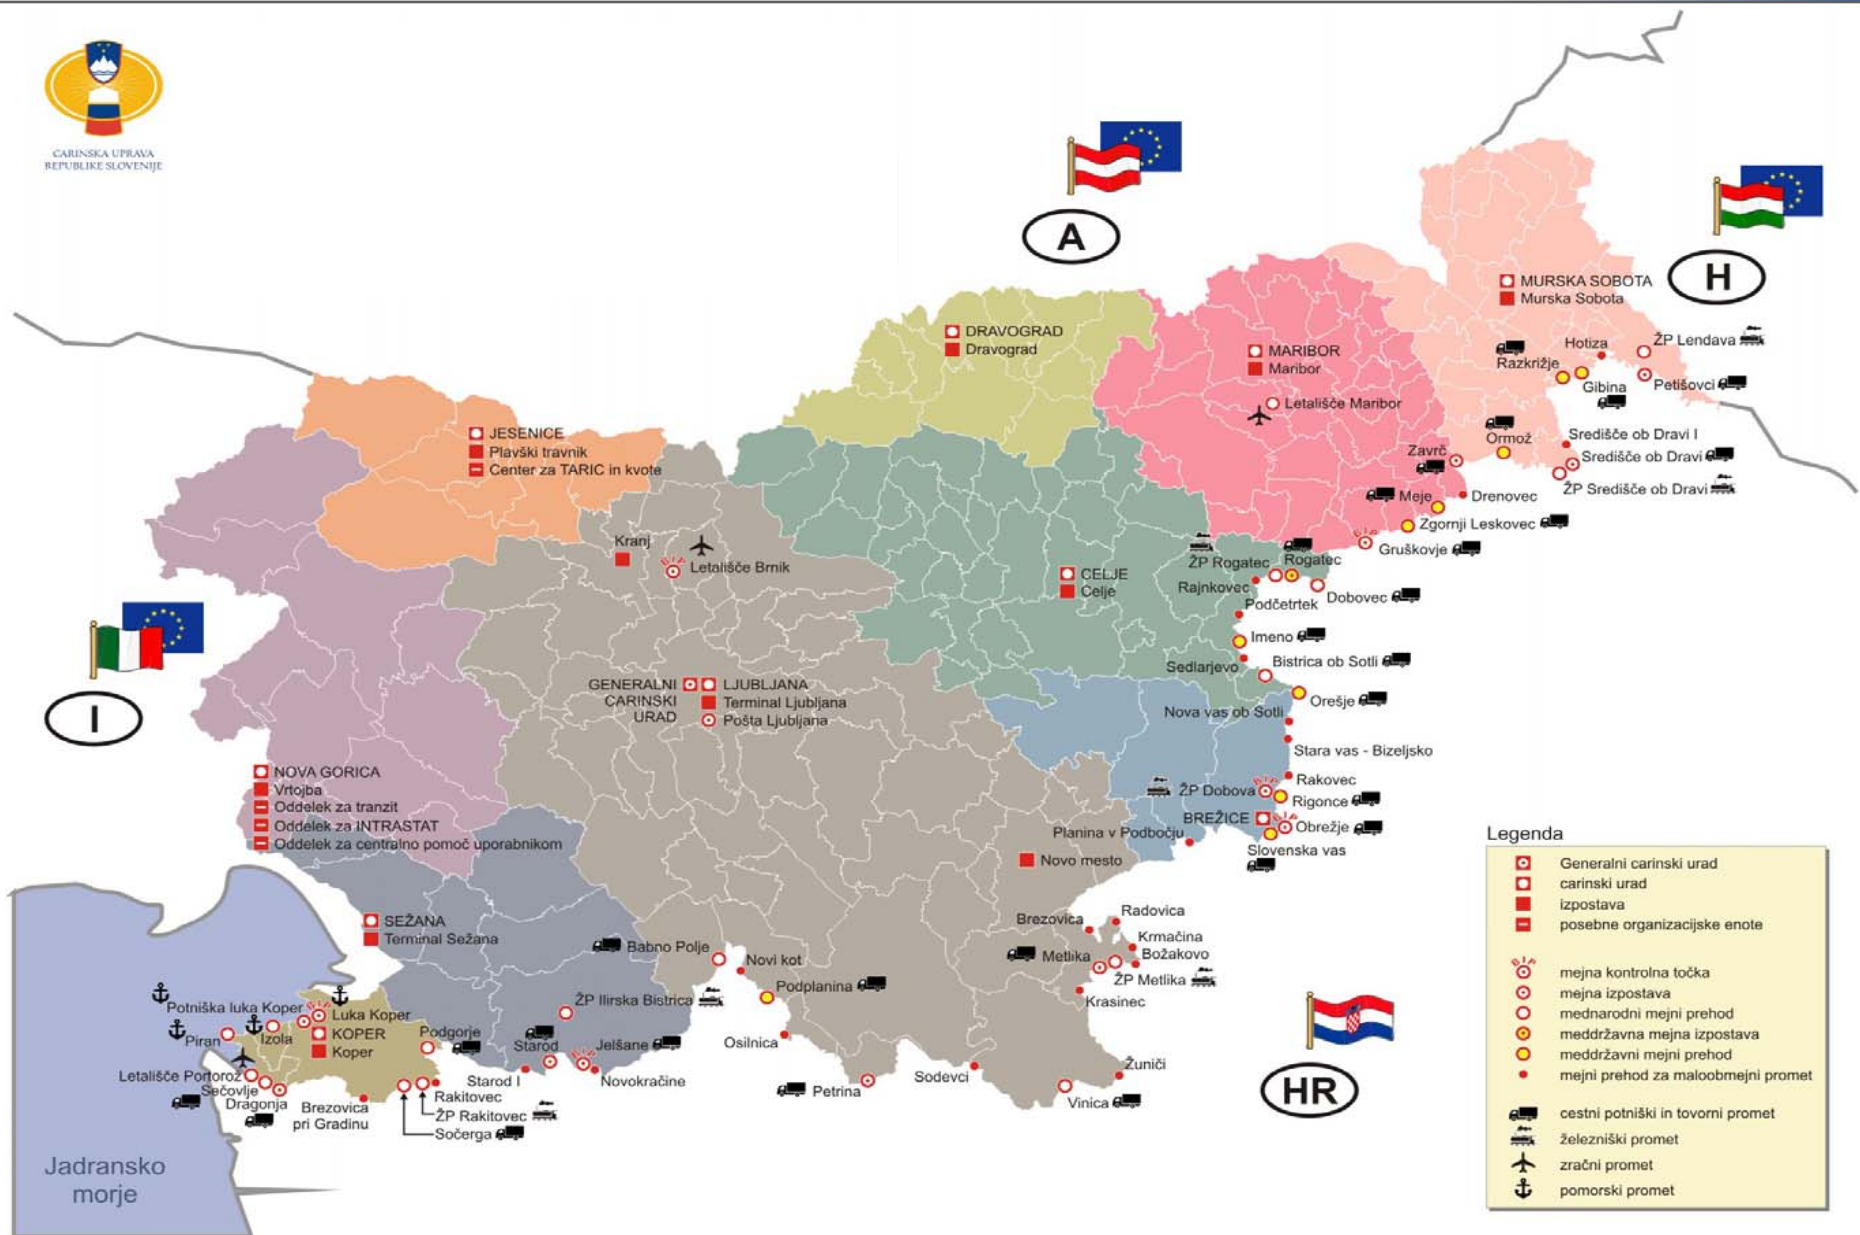 CARINSKA UPRAVA
REPUBLIKE SLOVENIJE
A
H
I
HR
MURSKA SOBOTA
Murska Sobota
Hotiza
ŽP Lendava
Razkrižje
Gibina
Petišovci
DRAVOGRAD
Dravograd
MARIBOR
Maribor
Letališče Maribor
Ormož
Središče ob Dravi I
Središče ob Dravi
ŽP Središče ob Dravi
Zavrč
Meje
Drenovec
Zgornji Leskovec
BIP
Gruškovje
JESENICE
Plavški travnik
Center za TARIC in kvote
Kranj
BIP
Letališče Brnik
CELJE
Celje
ŽP Rogatec
Rogatec
Rajnkovec
Dobovec
Podčetrtek
Imeno
Sedlarjevo
Bistrica ob Sotli
Orešje
Nova vas ob Sotli
Stara vas - Bizeljsko
Rakovec
BIP
ŽP Dobova
Rigonce
BREŽICE
BIP
Obrežje
Slovenska vas
Planina v Podbočju
GENERALNI
CARINSKI
URAD
LJUBLJANA
Terminal Ljubljana
Pošta Ljubljana
NOVA GORICA
Vrtojba
Oddelek za tranzit
Oddelek za INTRASTAT
Oddelek za centralno pomoč uporabnikom
Novo mesto
SEŽANA
Terminal Sežana
Babno Polje
Novi kot
Podplanina
Brezovica
Radovica
Krmačina
Metlika
Božakovo
ŽP Metlika
Krasinec
ŽP Ilirska Bistrica
Potniška luka Koper
BIP
Luka Koper
KOPER
Koper
Piran
Izola
Podgorje
Starod
BIP
Jelšane
Osilnica
Letališče Portorož
Sečovlje
Dragonja
Brezovica
pri Gradinu
Starod I
Novokračine
Rakitovec
ŽP Rakitovec
Sočerga
Petrina
Sodevci
Žuniči
Vinica
Jadransko
morje
Legenda
Generalni carinski urad
carinski urad
izpostava
posebne organizacijske enote
BIP
mejna kontrolna točka
mejna izpostava
mednarodni mejni prehod
meddržavna mejna izpostava
meddržavni mejni prehod
mejni prehod za maloobmejni promet
cestni potniški in tovorni promet
železniški promet
zračni promet
pomorski promet